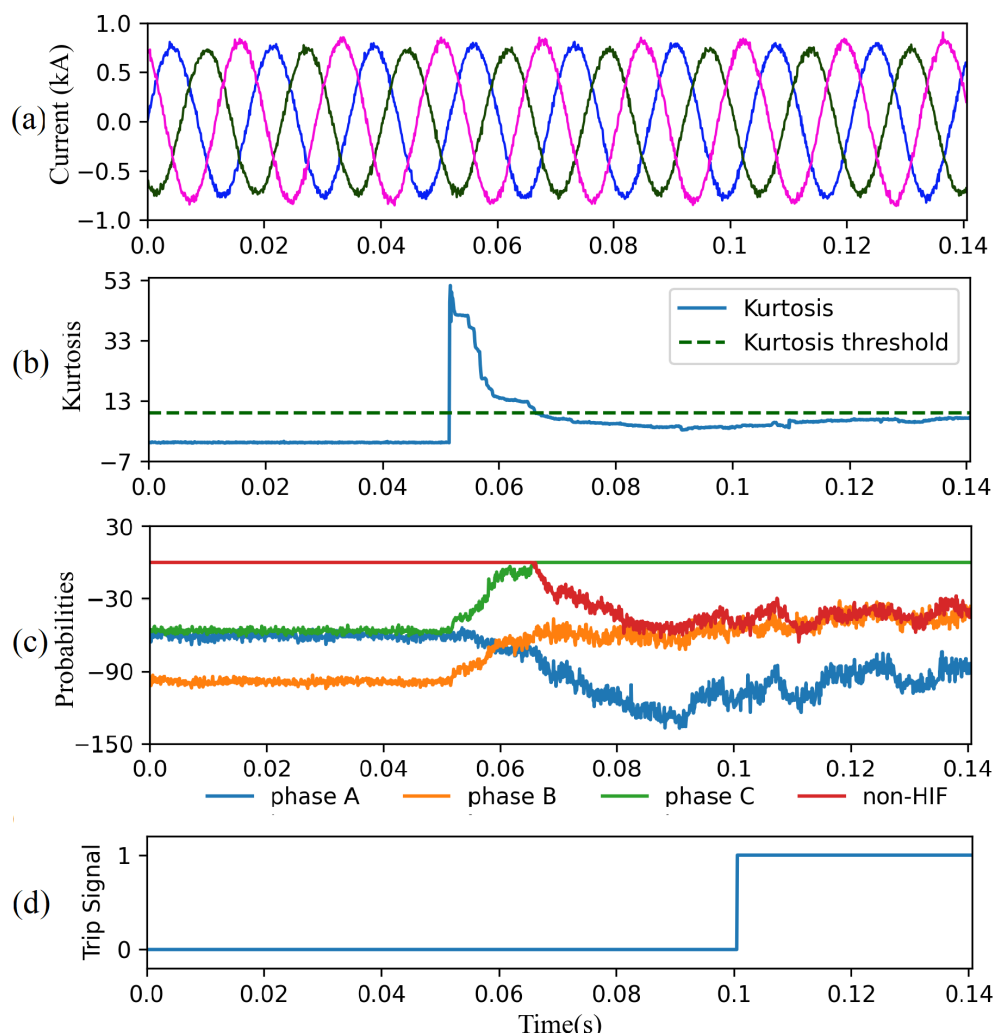 (a)
Current (kA)
1.0
0.5
0.0
−0.5
−1.0
0.0 0.02 0.04 0.06 0.08 0.1 0.12 0.14
(b)
Kurtosis
53
33
13
−7
Kurtosis
Kurtosis threshold
0.0 0.02 0.04 0.06 0.08 0.1 0.12 0.14
(c)
Probabilities
30
−30
−90
−150
0.0 0.02 0.04 0.06 0.08 0.1 0.12 0.14
phase A phase B phase C non-HIF
(d)
Trip Signal
1
0
0.0 0.02 0.04 0.06 0.08 0.1 0.12 0.14
Time(s)